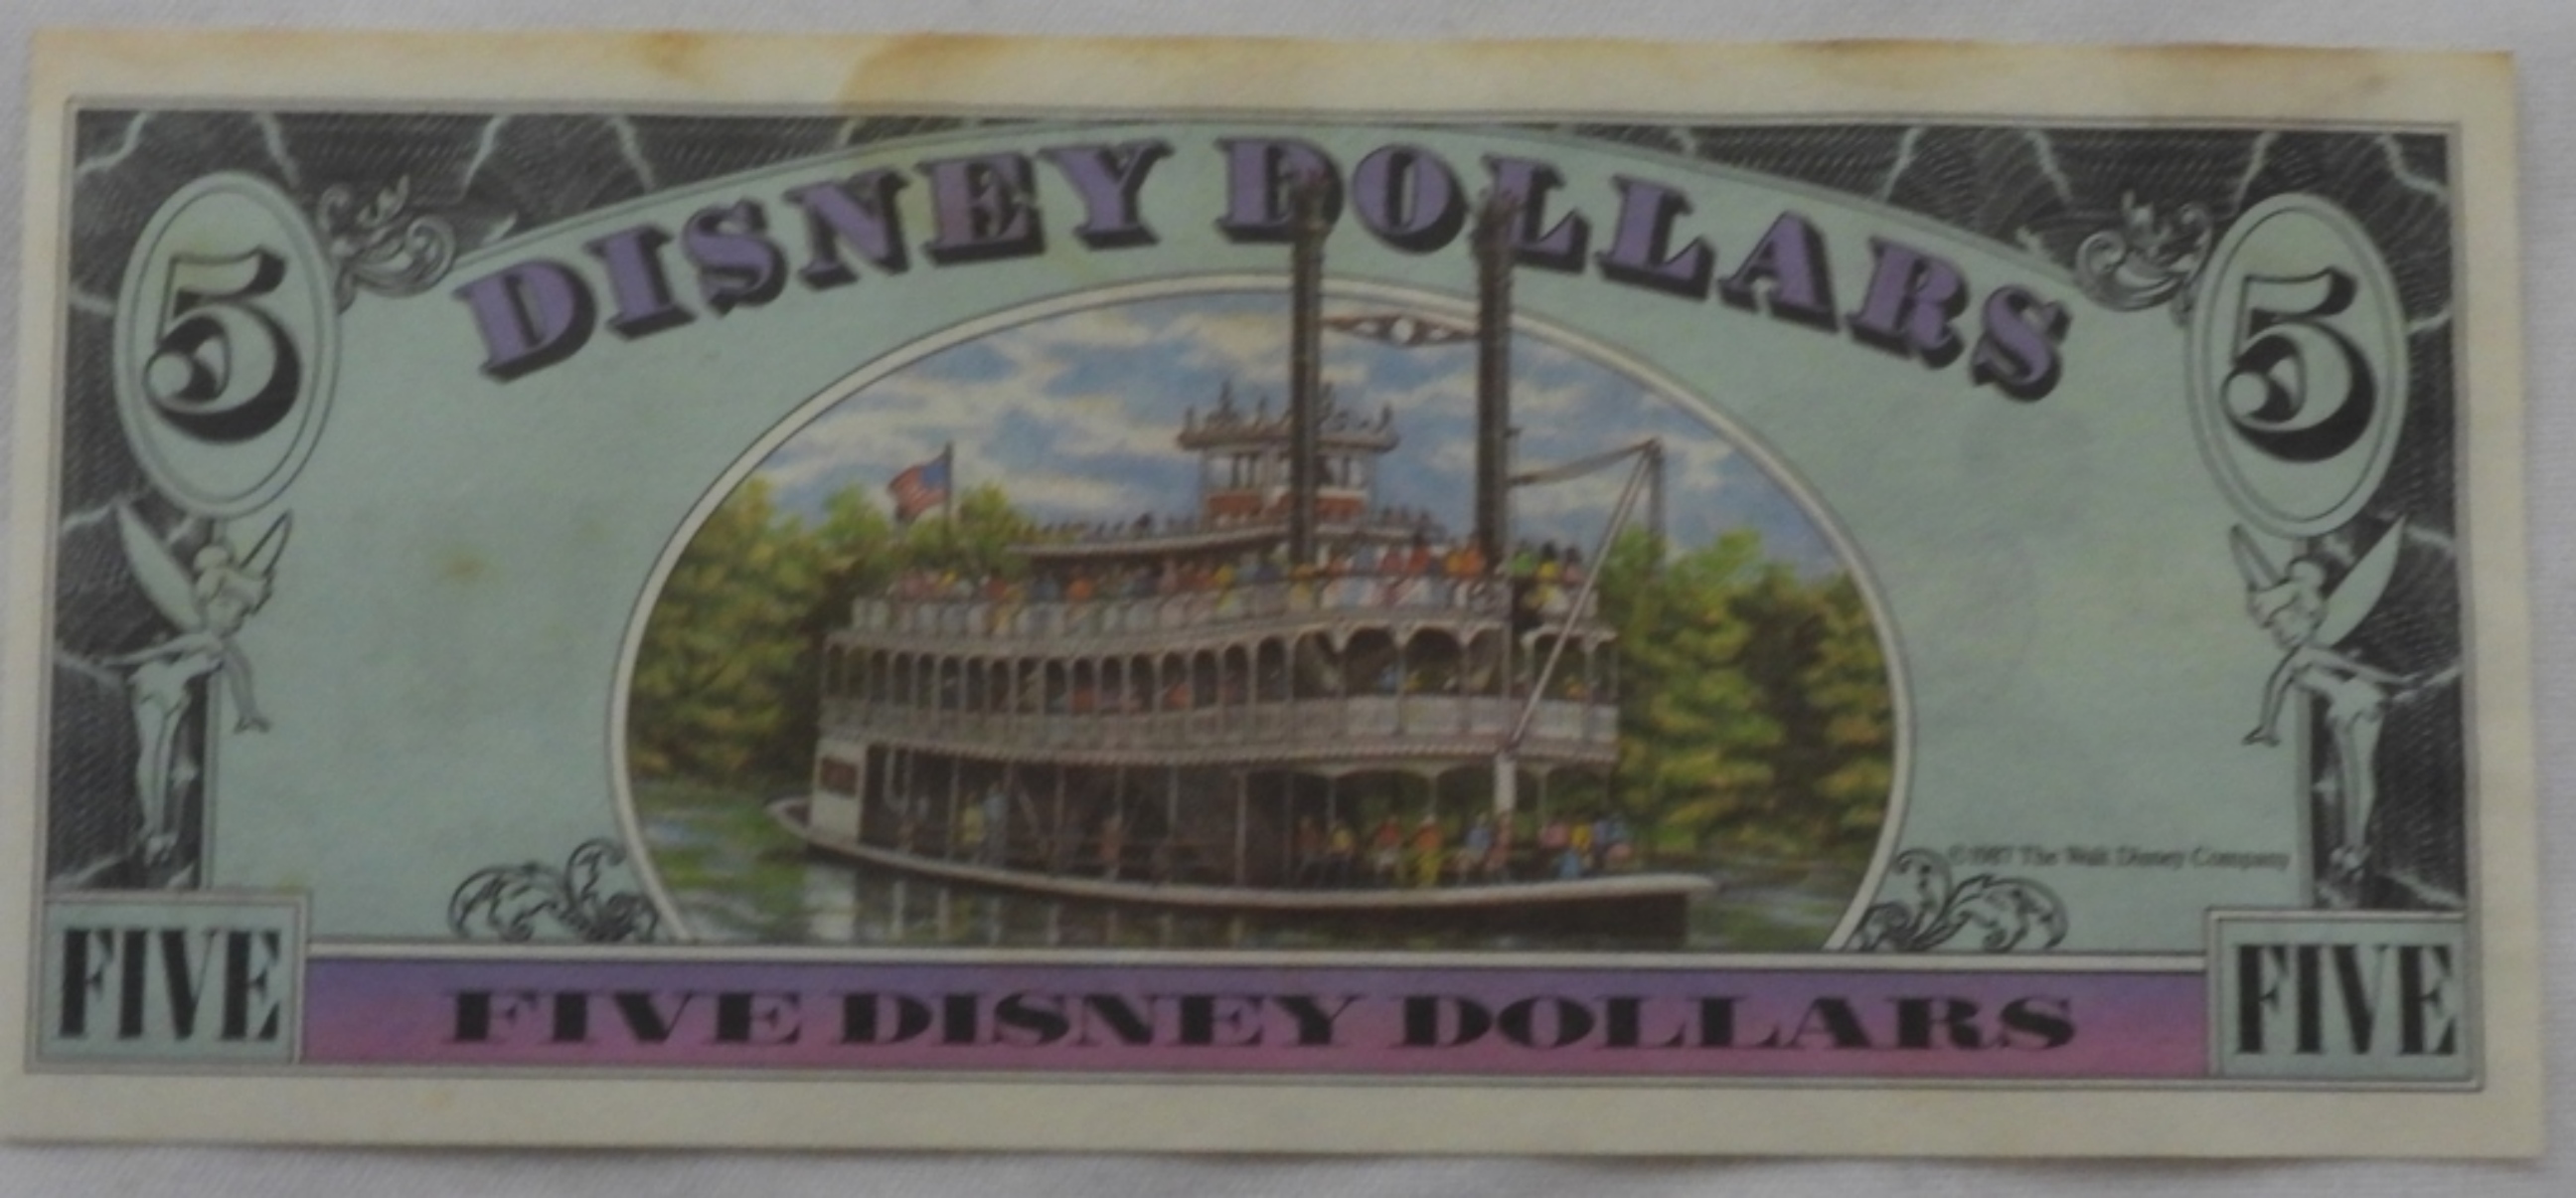 DISNEY DOLLARS
5 5
© 1987 The Walt Disney Company
FIVE FIVE DISNEY DOLLARS FIVE